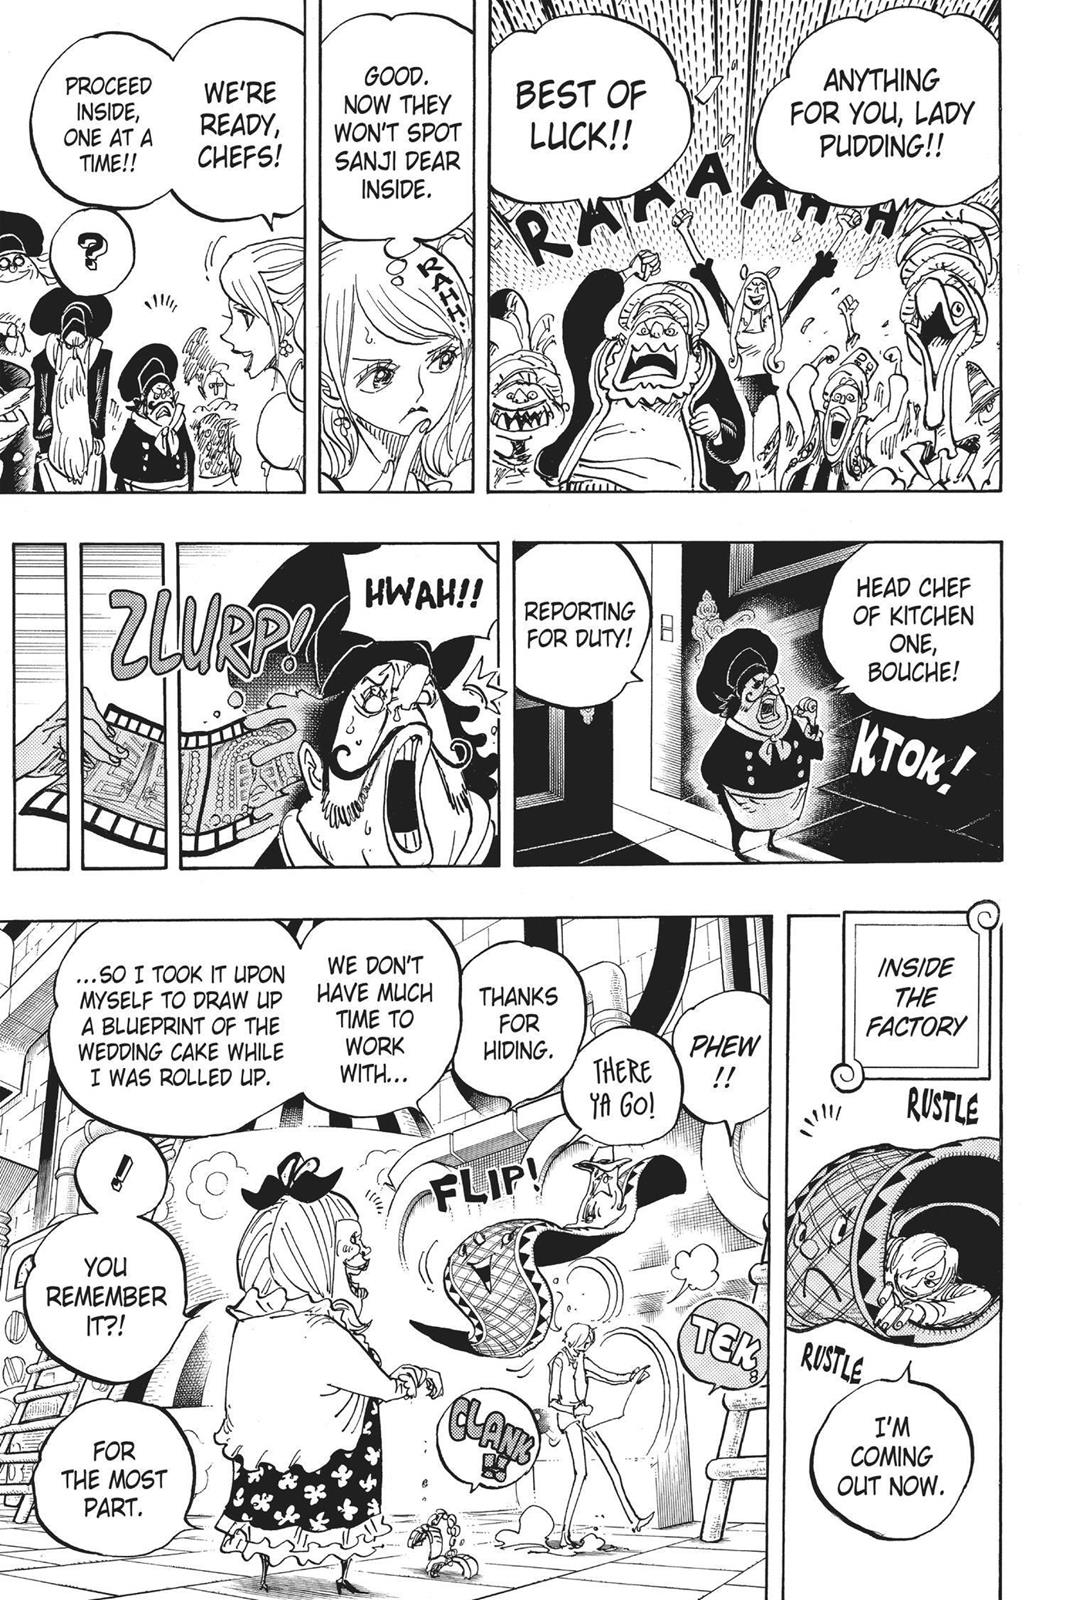 ANYTHING
FOR YOU, LADY
PUDDING!!
BEST OF
LUCK!!
RMAAAAHH
GOOD.
NOW THEY
WON'T SPOT
SANJI DEAR
INSIDE.
RAHH!
WE'RE
READY,
CHEFS!
PROCEED
INSIDE,
ONE AT A
TIME!!
?
HEAD CHEF
OF KITCHEN
ONE,
BOUCHE!
REPORTING
FOR DUTY!
KTOK!
HWAH!!
ZLURP!
INSIDE
THE
FACTORY
RUSTLE
RUSTLE
I'M
COMING
OUT NOW.
PHEW
!!
THERE
YA GO!
THANKS
FOR
HIDING.
FLIP!
TEK
CLANK!!
WE DON'T
HAVE MUCH
TIME TO
WORK
WITH...
...SO I TOOK IT UPON
MYSELF TO DRAW UP
A BLUEPRINT OF THE
WEDDING CAKE WHILE
I WAS ROLLED UP.
!
YOU
REMEMBER
IT?!
FOR
THE MOST
PART.